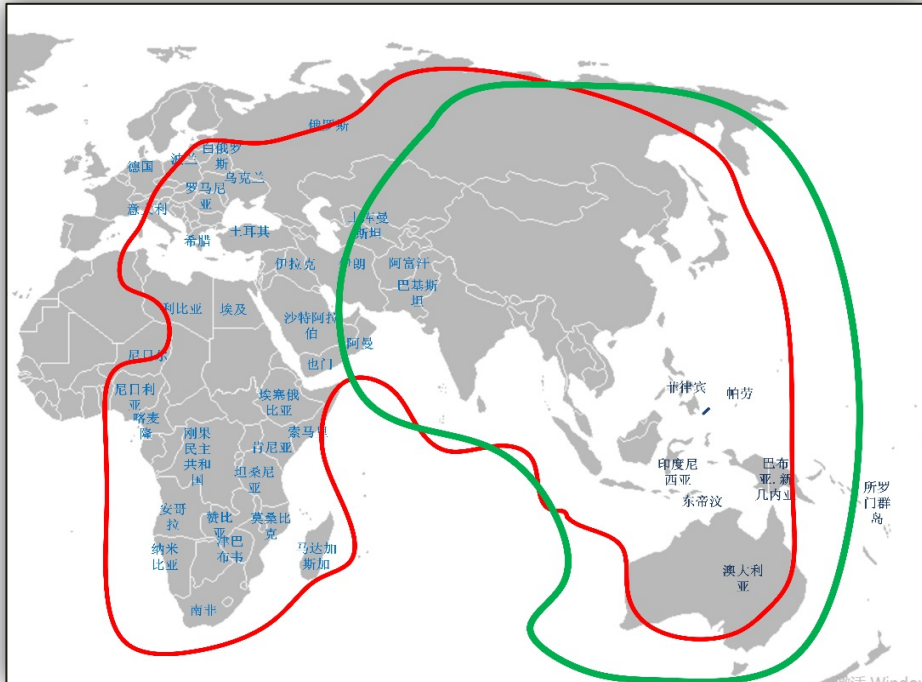 俄罗斯
白俄罗
斯
波兰
德国
乌克兰
罗马尼
亚
意大利
土耳其
希腊
土库曼
斯坦
伊拉克
伊朗
阿富汗
巴基斯
坦
利比亚
埃及
沙特阿拉
伯
阿曼
也门
尼日尔
尼日利
亚
埃塞俄
比亚
菲律宾
帕劳
喀麦
隆
刚果
民主
共和
国
索马里
肯尼亚
坦桑尼
亚
印度尼
西亚
巴布
亚.新
几内亚
所罗
门群
岛
东帝汶
安哥
拉
赞比
亚
莫桑比
克
津巴
布韦
纳米
比亚
马达加
斯加
澳大利
亚
南非